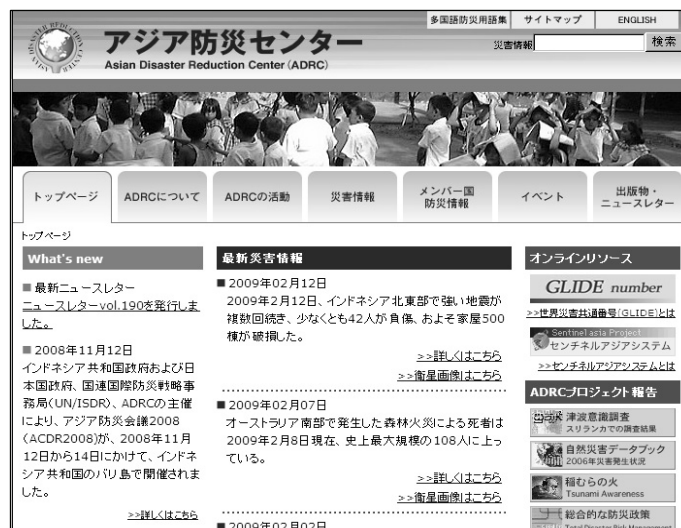 多国語防災用語集 サイトマップ ENGLISH
アジア防災センター
Asian Disaster Reduction Center (ADRC)
災害情報 検索
トップページ ADRCについて ADRCの活動 災害情報 メンバー国防災情報 イベント 出版物・ニュースレター
トップページ
What's new
■ 最新ニュースレター
ニュースレターvol.190を発行しま
した。
■ 2008年11月12日
インドネシア共和国政府および日
本国政府、国連国際防災戦略事
務局(UN/ISDR)、ADRCの主催
により、アジア防災会議2008
(ACDR2008)が、2008年11月
12日から14日にかけて、インドネ
シア共和国のバリ島で開催されま
した。
>>詳しくはこちら
最新災害情報
■ 2009年02月12日
2009年2月12日、インドネシア北東部で強い地震が
複数回続き、少なくとも42人が負傷、およそ家屋500
棟が破損した。
>>詳しくはこちら
>>衛星画像はこちら
■ 2009年02月07日
オーストラリア南部で発生した森林火災による死者は
2009年2月8日現在、史上最大規模の108人に上っ
ている。
>>詳しくはこちら
>>衛星画像はこちら
■ 2009年02月02日
オンラインリソース
GLIDE number
>>世界災害共通番号(GLIDE)とは
Sentinel asia Project
センチネルアジアシステム
>>センチネルアジアシステムとは
ADRCプロジェクト報告
津波意識調査
スリランカでの調査結果
自然災害データブック
2006年災害発生状況
稲むらの火
Tsunami Awareness
総合的な防災政策
Total Disaster Risk Management